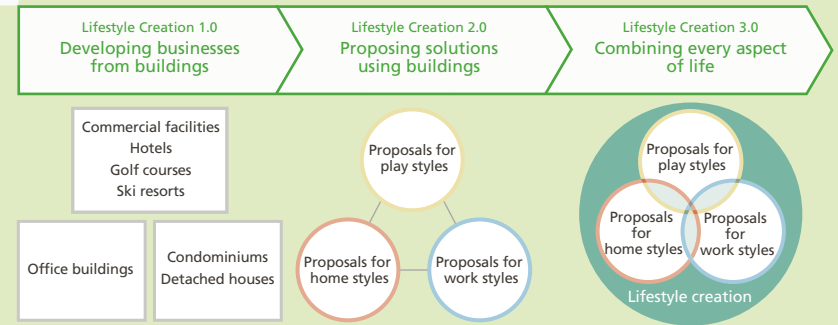 Lifestyle Creation 1.0
Developing businesses
from buildings
Lifestyle Creation 2.0
Proposing solutions
using buildings
Lifestyle Creation 3.0
Combining every aspect
of life
Commercial facilities
Hotels
Golf courses
Ski resorts
Office buildings
Condominiums
Detached houses
Proposals for
play styles
Proposals for
home styles
Proposals for
work styles
Proposals for
play styles
Proposals
for
home styles
Proposals
for
work styles
Lifestyle creation